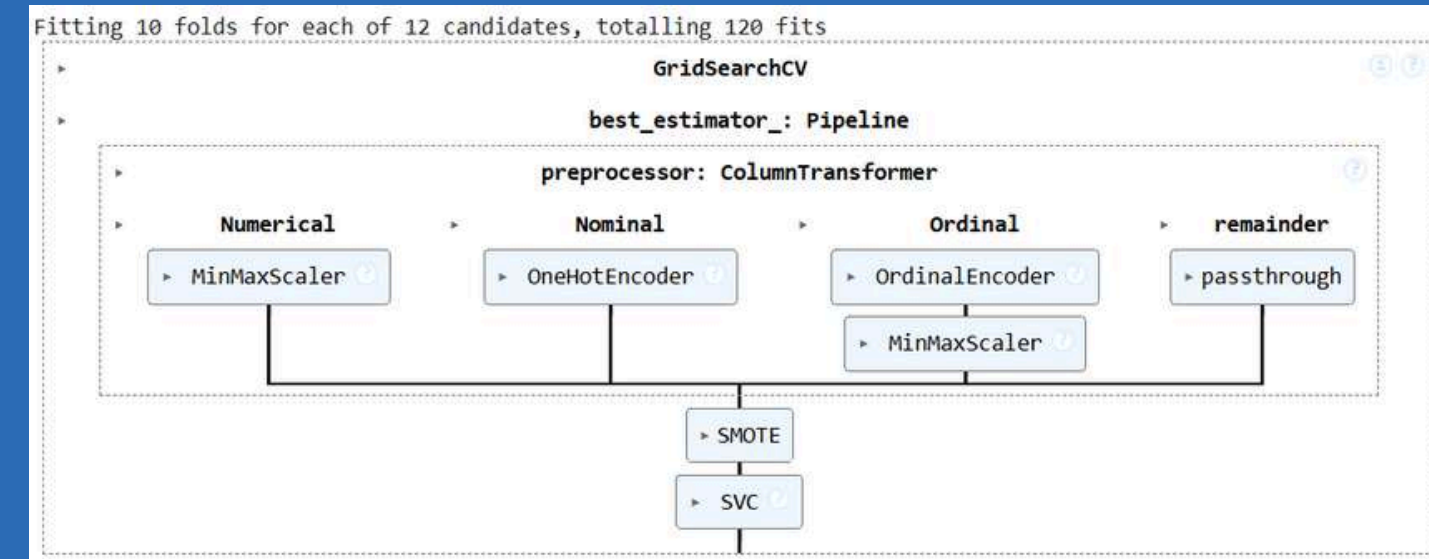 Fitting 10 folds for each of 12 candidates, totalling 120 fits
GridSearchCV
i ?
best_estimator_: Pipeline
preprocessor: ColumnTransformer
?
Numerical Nominal Ordinal remainder
MinMaxScaler ? OneHotEncoder ? OrdinalEncoder ? passthrough
MinMaxScaler ?
SMOTE
SVC ?